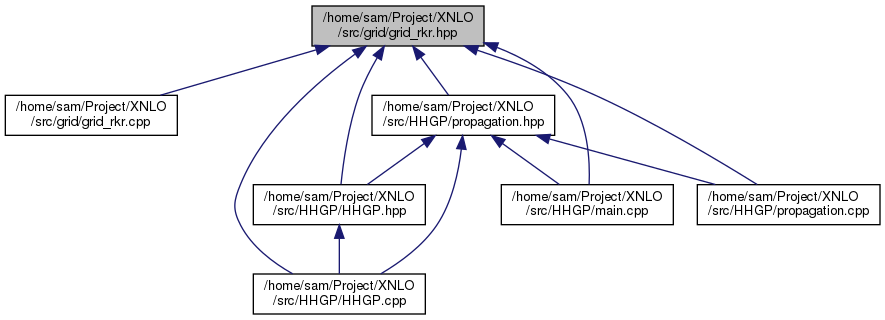 /home/sam/Project/XNLO
/src/grid/grid_rkr.hpp
/home/sam/Project/XNLO
/src/grid/grid_rkr.cpp
/home/sam/Project/XNLO
/src/HHGP/propagation.hpp
/home/sam/Project/XNLO
/src/HHGP/HHGP.hpp
/home/sam/Project/XNLO
/src/HHGP/main.cpp
/home/sam/Project/XNLO
/src/HHGP/propagation.cpp
/home/sam/Project/XNLO
/src/HHGP/HHGP.cpp